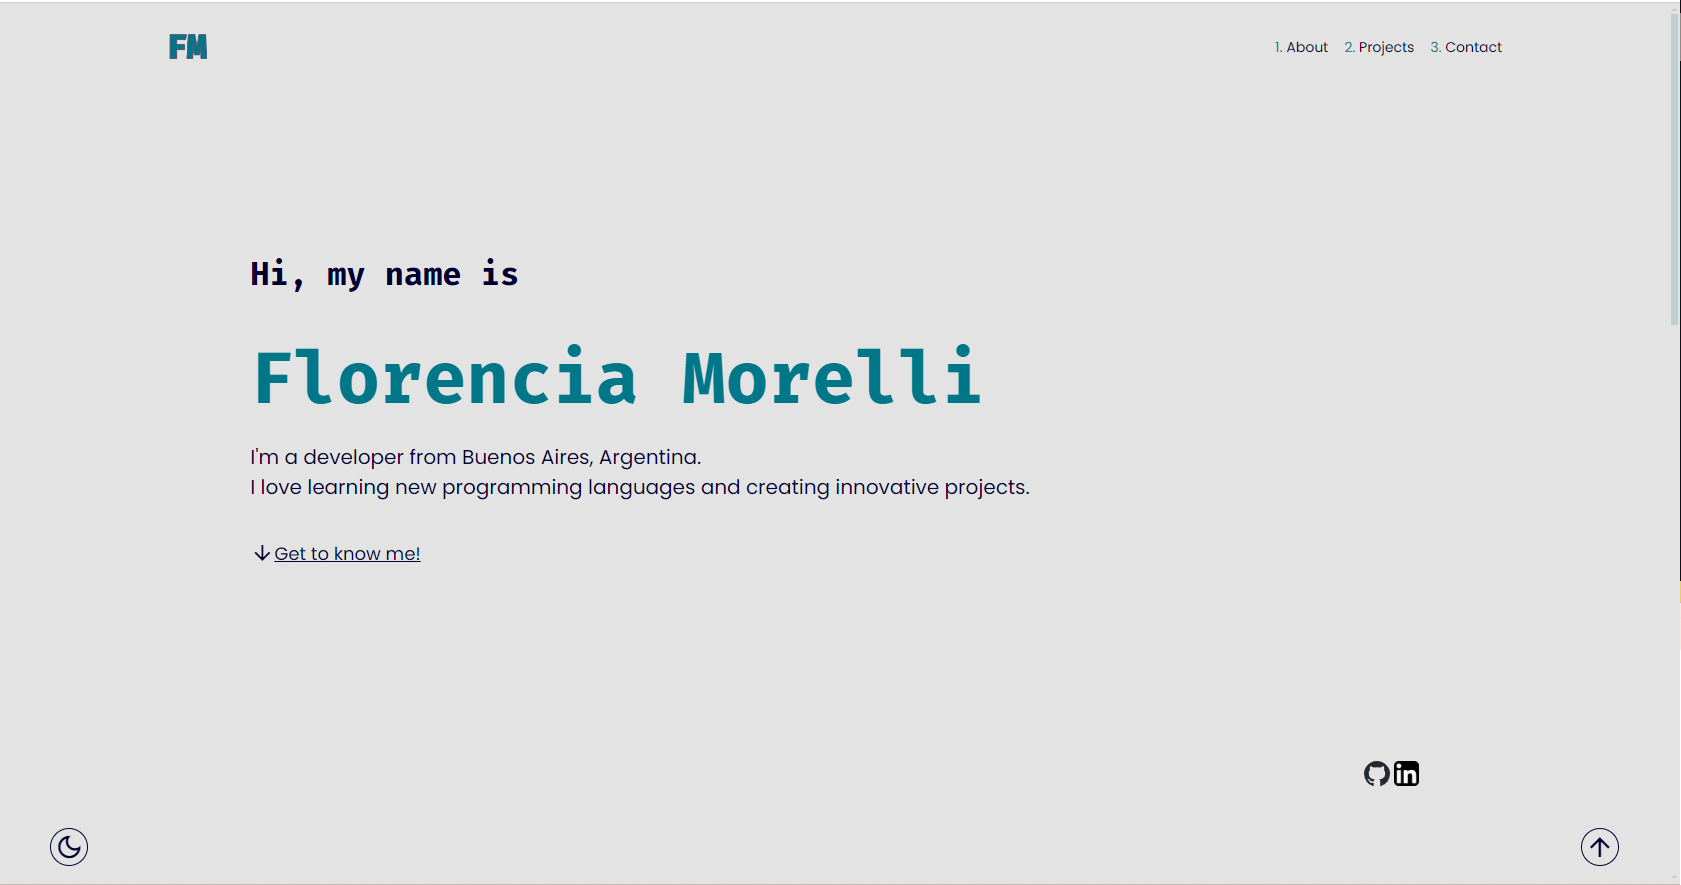 FM
1. About 2. Projects 3. Contact
Hi, my name is
Florencia Morelli
I'm a developer from Buenos Aires, Argentina.
I love learning new programming languages and creating innovative projects.
Get to know me!
in